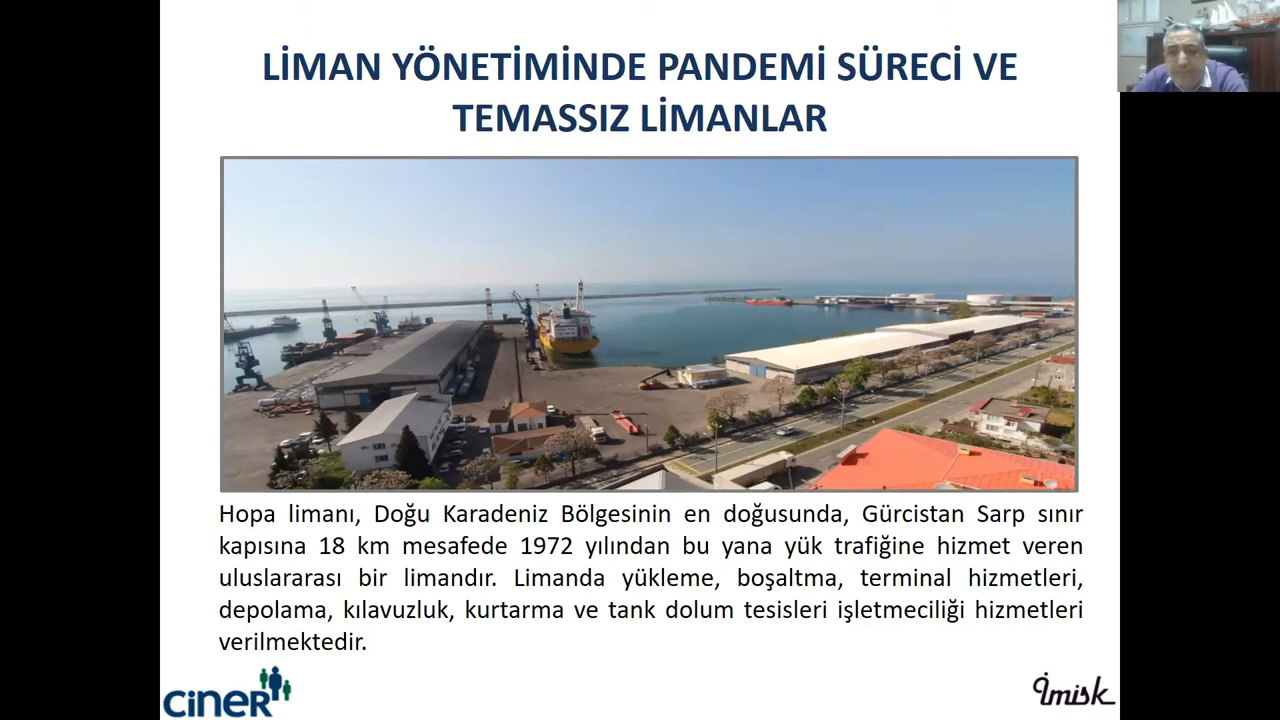 LİMAN YÖNETİMİNDE PANDEMİ SÜRECİ VE
TEMASSIZ LİMANLAR
Hopa limanı, Doğu Karadeniz Bölgesinin en doğusunda, Gürcistan Sarp sınır
kapısına 18 km mesafede 1972 yılından bu yana yük trafiğine hizmet veren
uluslararası bir limandır. Limanda yükleme, boşaltma, terminal hizmetleri,
depolama, kılavuzluk, kurtarma ve tank dolum tesisleri işletmeciliği hizmetleri
verilmektedir.
CİNER
İmisk